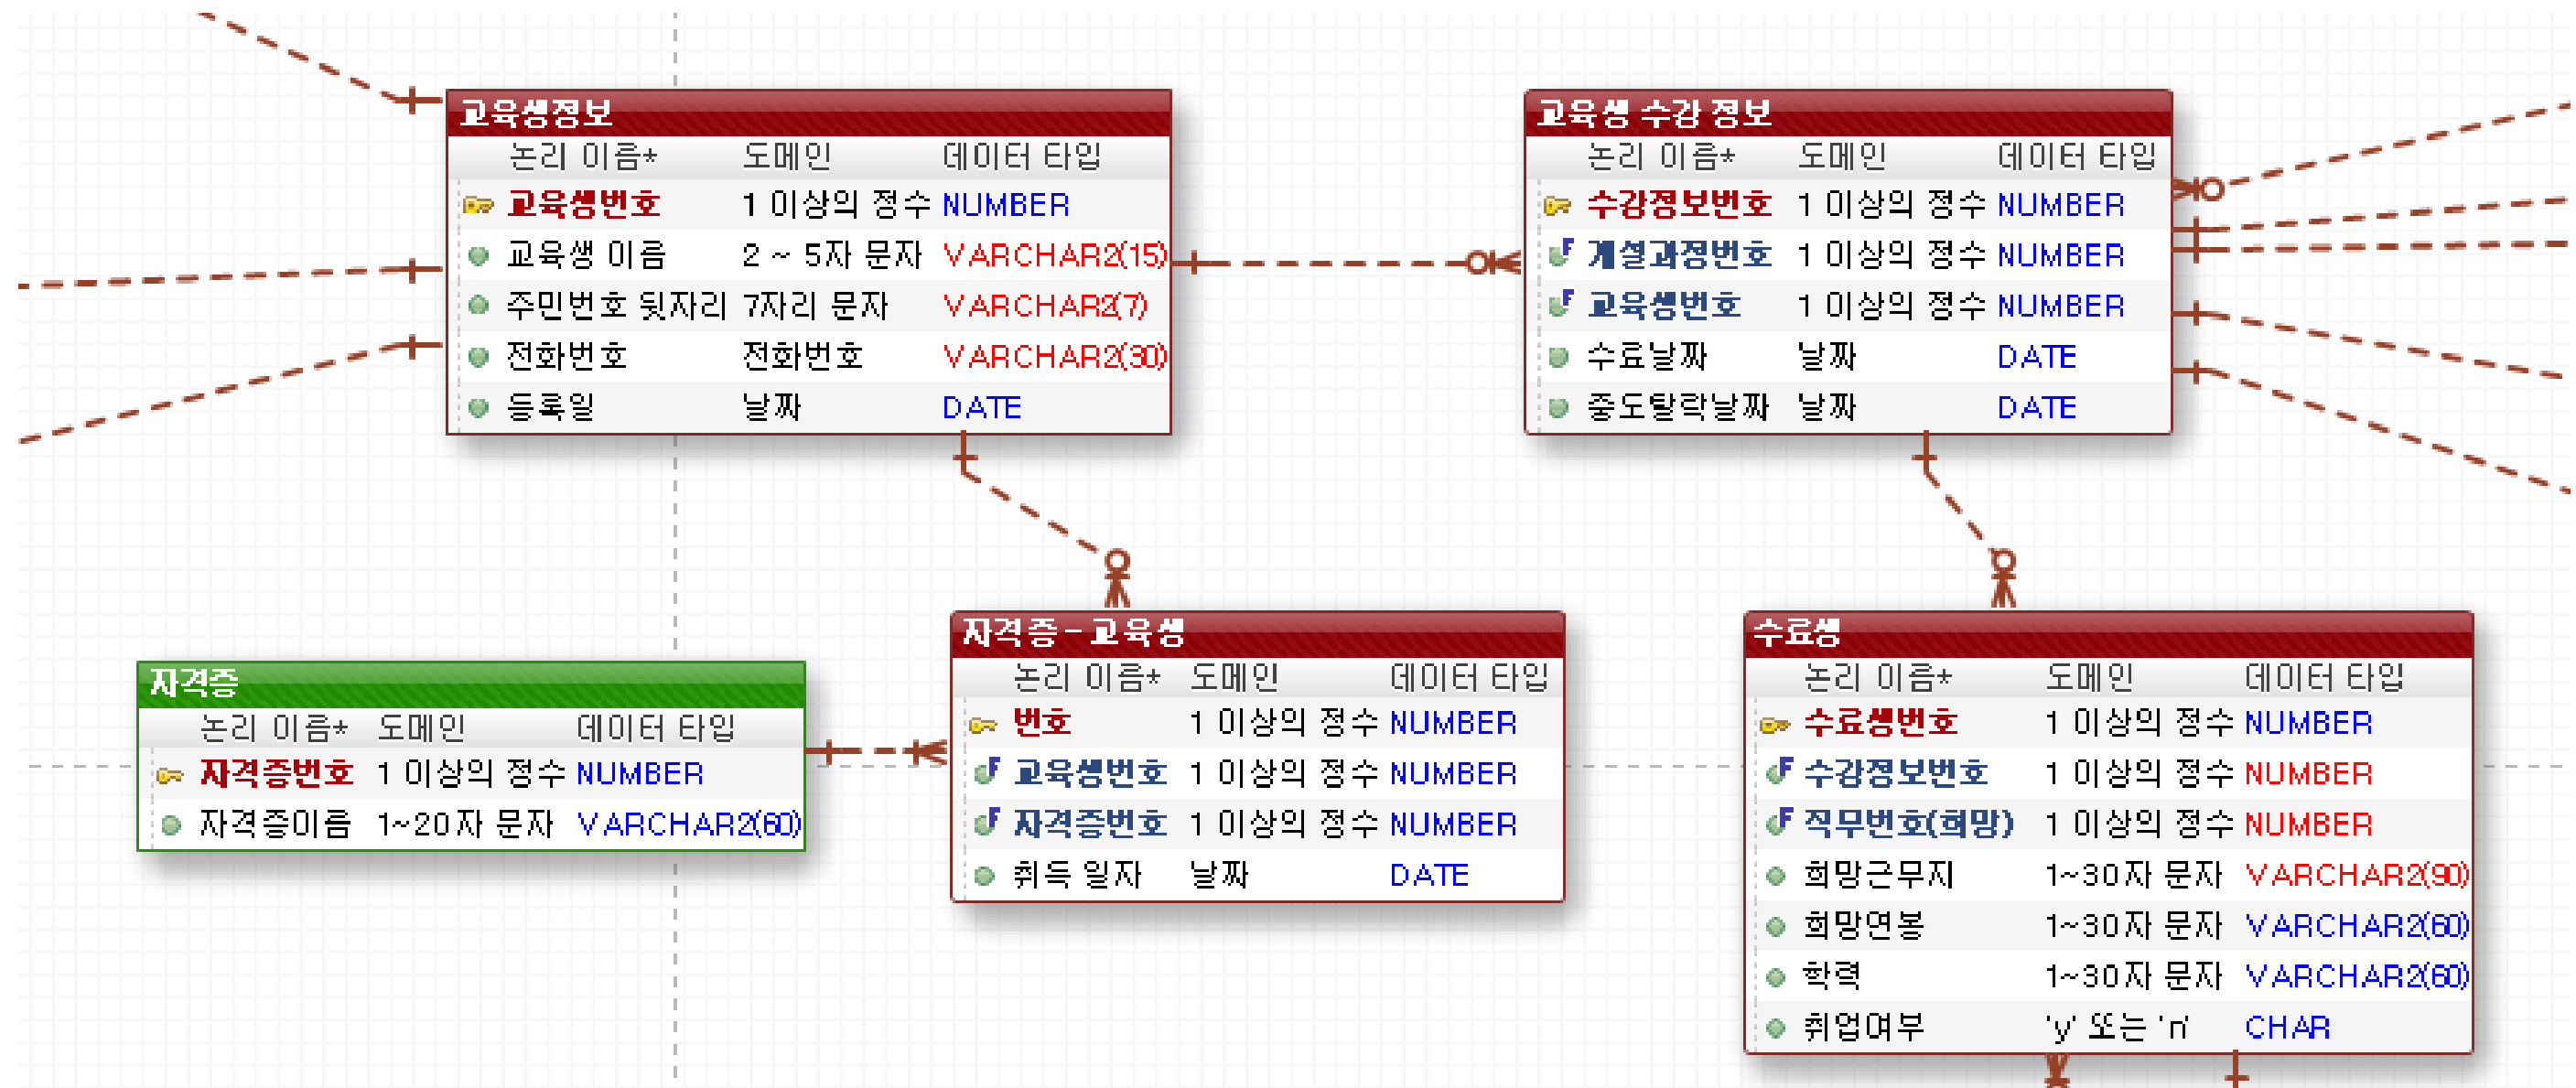 교육생정보
논리 이름* 도메인 데이터 타입
교육생번호 1 이상의 정수 NUMBER
교육생 이름 2 ~ 5자 문자 VARCHAR2(15)
주민번호 뒷자리 7자리 문자 VARCHAR2(7)
전화번호 전화번호 VARCHAR2(30)
등록일 날짜 DATE
교육생 수강 정보
논리 이름* 도메인 데이터 타입
수강정보번호 1 이상의 정수 NUMBER
개설과정번호 1 이상의 정수 NUMBER
교육생번호 1 이상의 정수 NUMBER
수료날짜 날짜 DATE
중도탈락날짜 날짜 DATE
자격증
논리 이름* 도메인 데이터 타입
자격증번호 1 이상의 정수 NUMBER
자격증이름 1~20자 문자 VARCHAR2(60)
자격증 - 교육생
논리 이름* 도메인 데이터 타입
번호 1 이상의 정수 NUMBER
교육생번호 1 이상의 정수 NUMBER
자격증번호 1 이상의 정수 NUMBER
취득 일자 날짜 DATE
수료생
논리 이름* 도메인 데이터 타입
수료생번호 1 이상의 정수 NUMBER
수강정보번호 1 이상의 정수 NUMBER
직무번호(희망) 1 이상의 정수 NUMBER
희망근무지 1~30자 문자 VARCHAR2(90)
희망연봉 1~30자 문자 VARCHAR2(60)
학력 1~30자 문자 VARCHAR2(60)
취업여부 'y' 또는 'n' CHAR